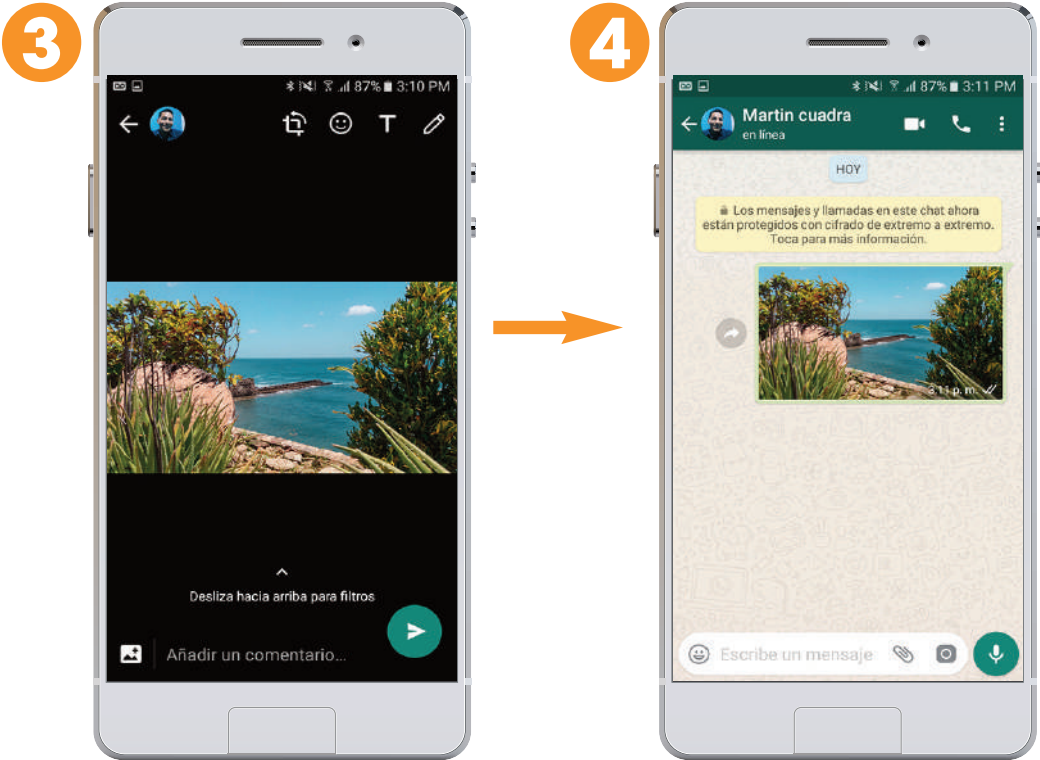 3
87% 3:10 PM
T
Desliza hacia arriba para filtros
Añadir un comentario...
4
87% 3:11 PM
Martin cuadra
en línea
HOY
Los mensajes y llamadas en este chat ahora
están protegidos con cifrado de extremo a extremo.
Toca para más información.
3:11 p. m.
Escribe un mensaje